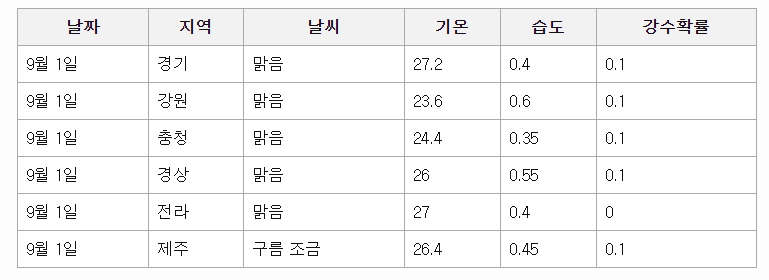 날짜 지역 날씨 기온 습도 강수확률
9월 1일 경기 맑음 27.2 0.4 0.1
9월 1일 강원 맑음 23.6 0.6 0.1
9월 1일 충청 맑음 24.4 0.35 0.1
9월 1일 경상 맑음 26 0.55 0.1
9월 1일 전라 맑음 27 0.4 0
9월 1일 제주 구름 조금 26.4 0.45 0.1